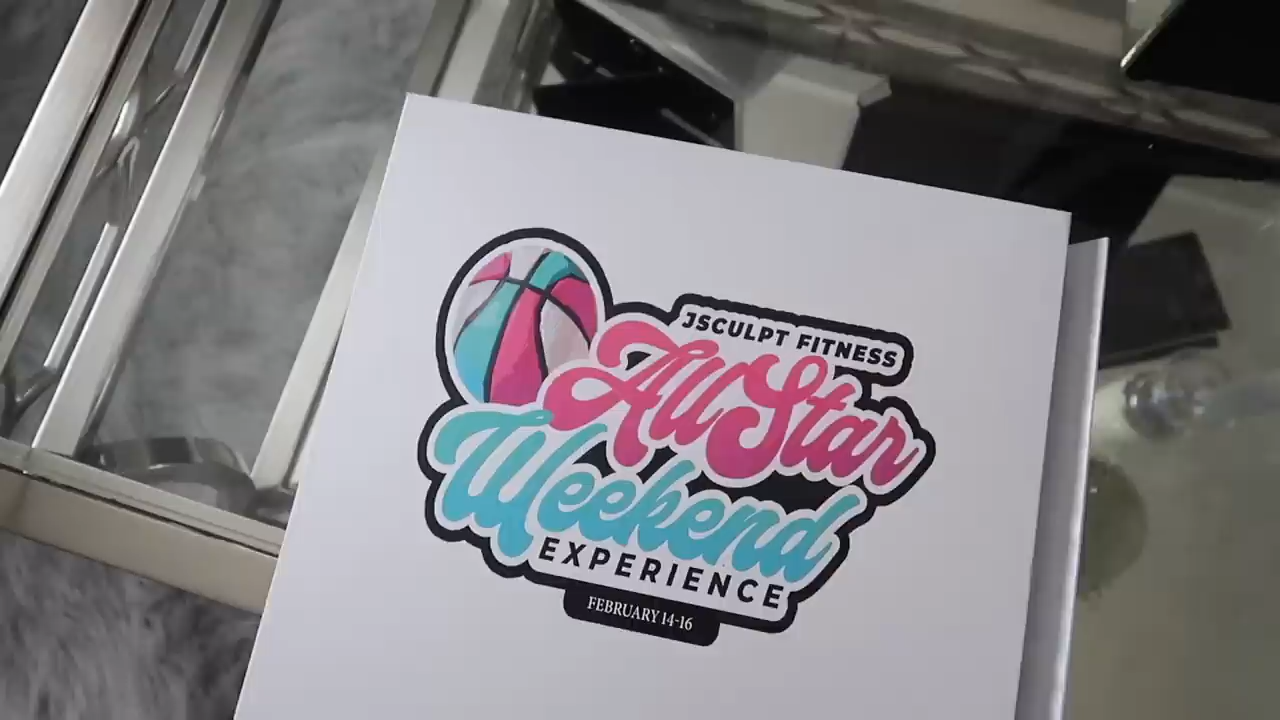 JSCULPT FITNESS
All Star
Weekend
EXPERIENCE
FEBRUARY 14-16